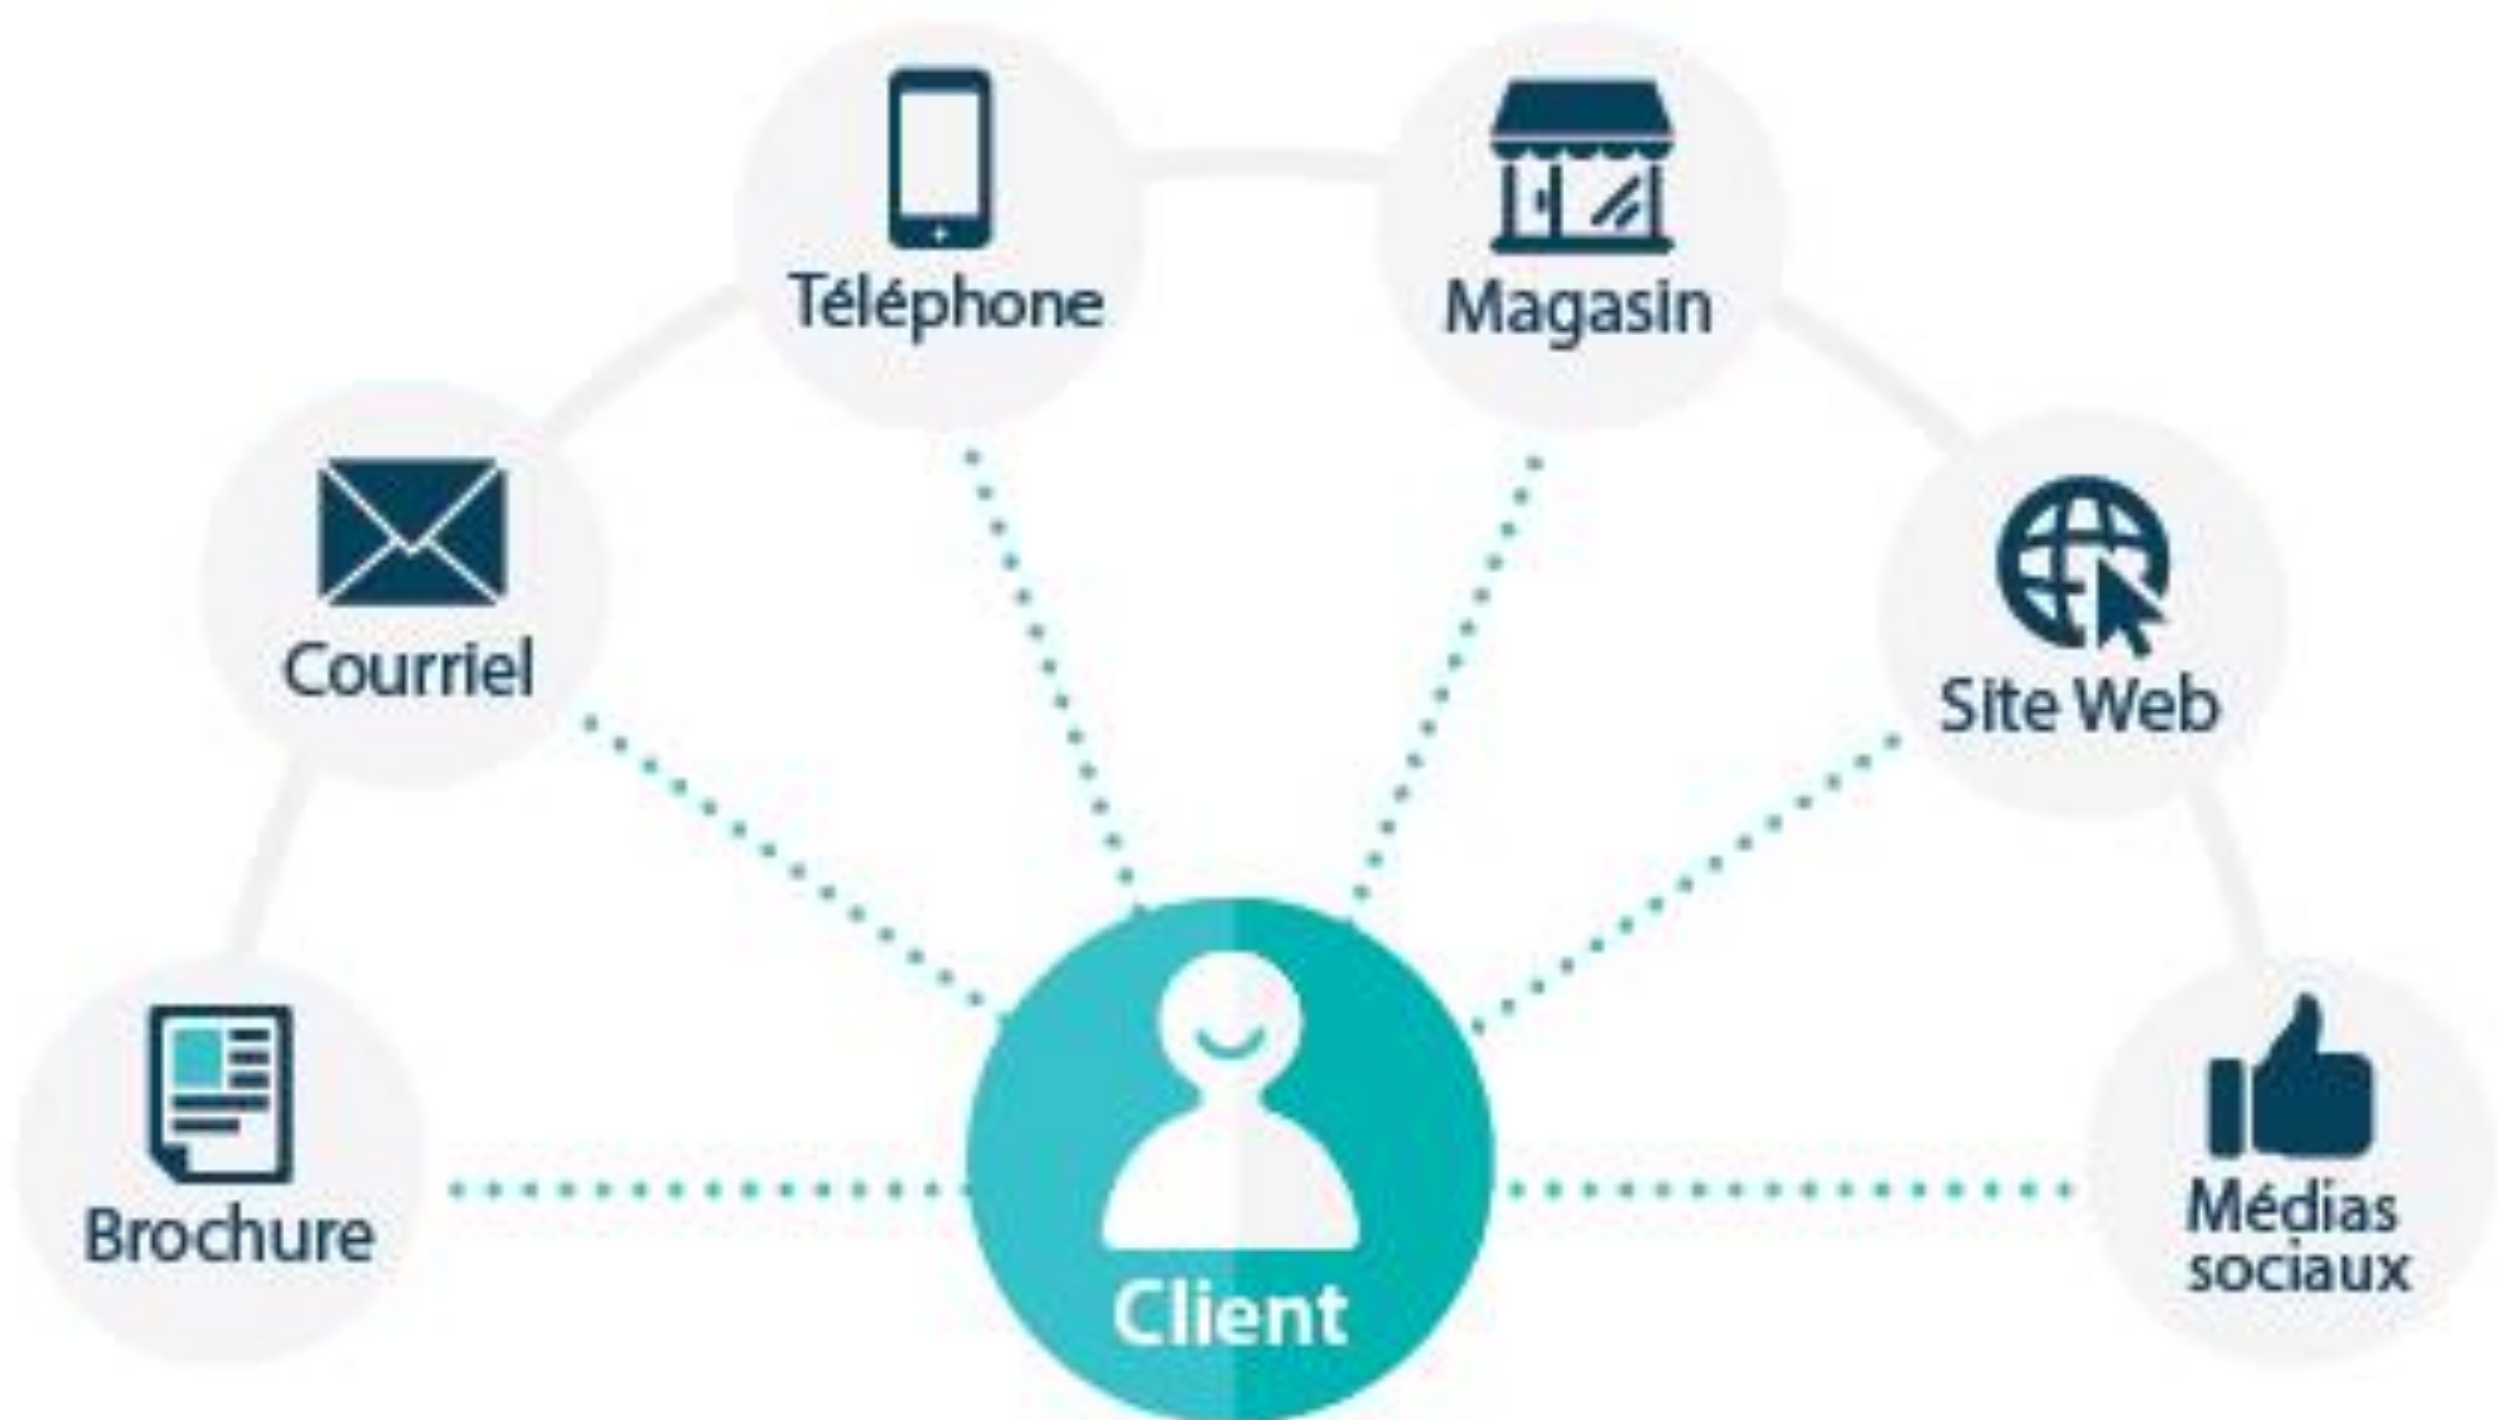 Téléphone
Magasin
Courriel
Site Web
Brochure
Médias
sociaux
Client